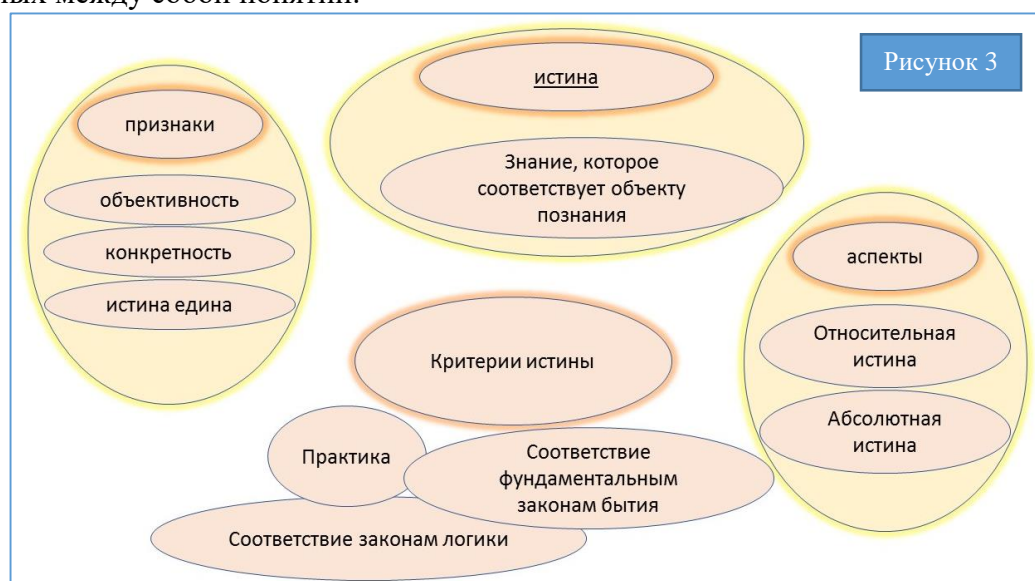 ных между собой понятий.
Рисунок 3
истина
Знание, которое
соответствует объекту
познания
признаки
объективность
конкретность
истина едина
аспекты
Относительная
истина
Абсолютная
истина
Критерии истины
Практика
Соответствие
фундаментальным
законам бытия
Соответствие законам логики